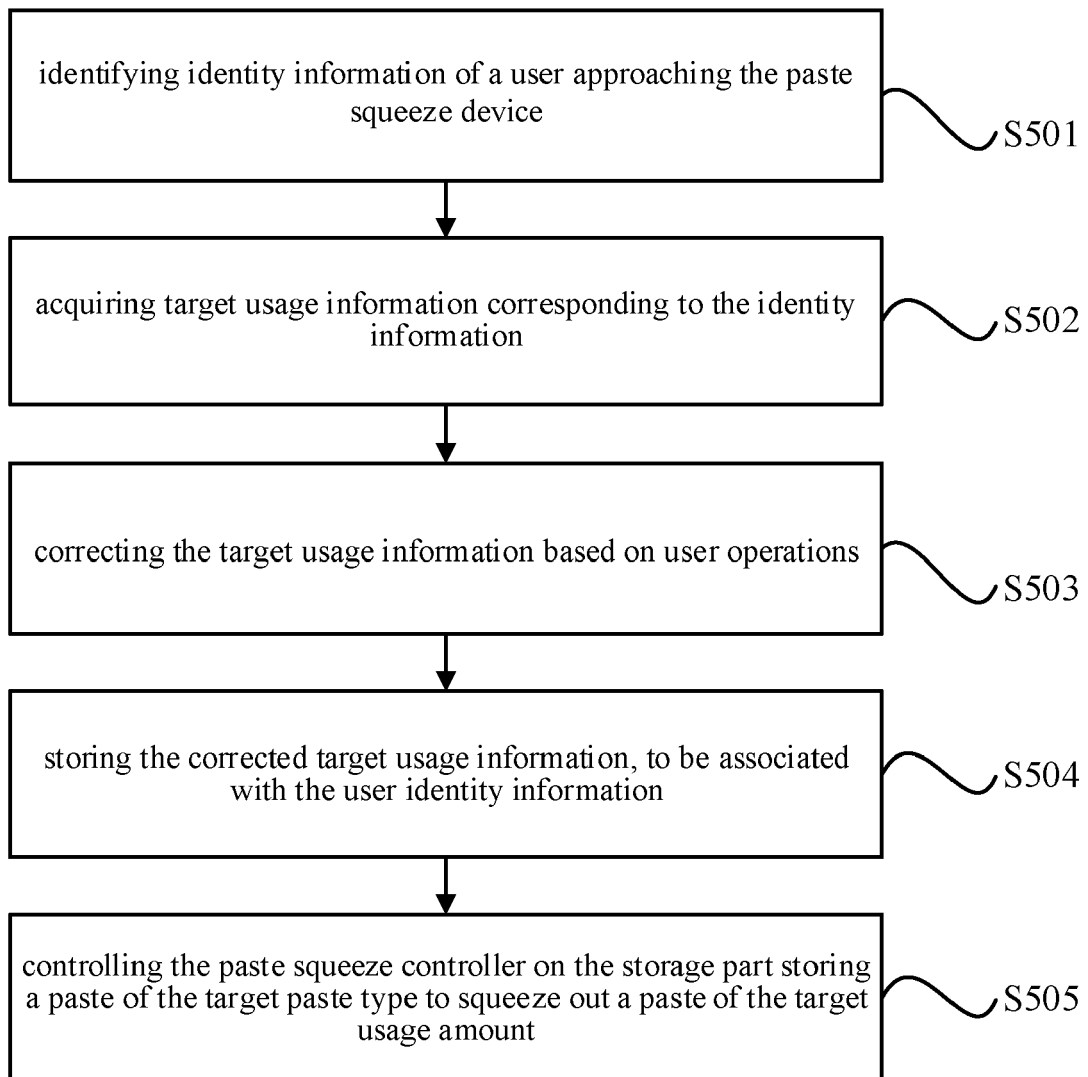 identifying identity information of a user approaching the paste
squeeze device
S501
acquiring target usage information corresponding to the identity
information
S502
correcting the target usage information based on user operations
S503
storing the corrected target usage information, to be associated
with the user identity information
S504
controlling the paste squeeze controller on the storage part storing
a paste of the target paste type to squeeze out a paste of the target
usage amount
S505